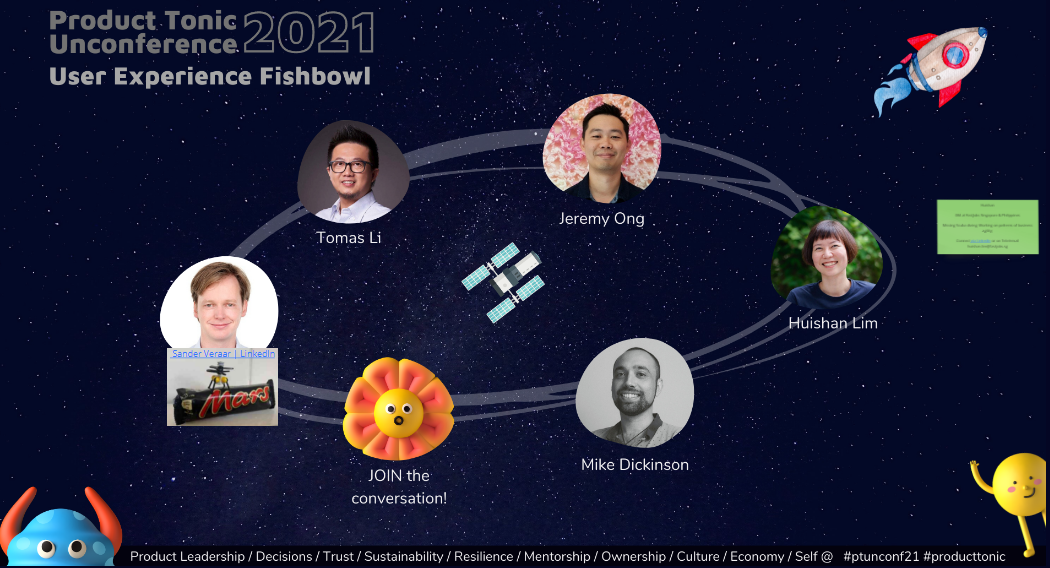 Product Tonic
Unconference 2021
User Experience Fishbowl
Tomas Li
Jeremy Ong
Huishan Lim
Sander Veraar | LinkedIn
Mars
Mike Dickinson
JOIN the
conversation!
Product Leadership / Decisions / Trust / Sustainability / Resilience / Mentorship / Ownership / Culture / Economy / Self @ #ptunconf21 #producttonic